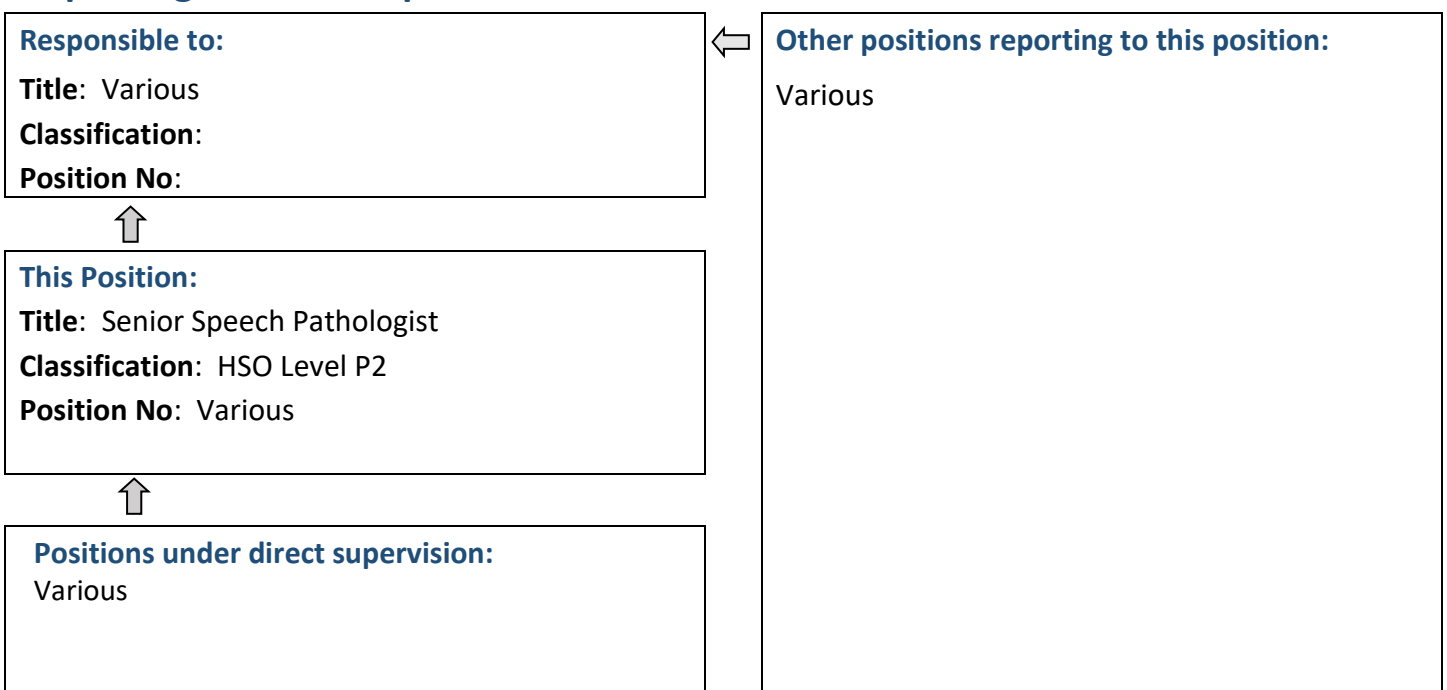 Responsible to:
Title: Various
Classification:
Position No:
This Position:
Title: Senior Speech Pathologist
Classification: HSO Level P2
Position No: Various
Positions under direct supervision:
Various
Other positions reporting to this position:
Various